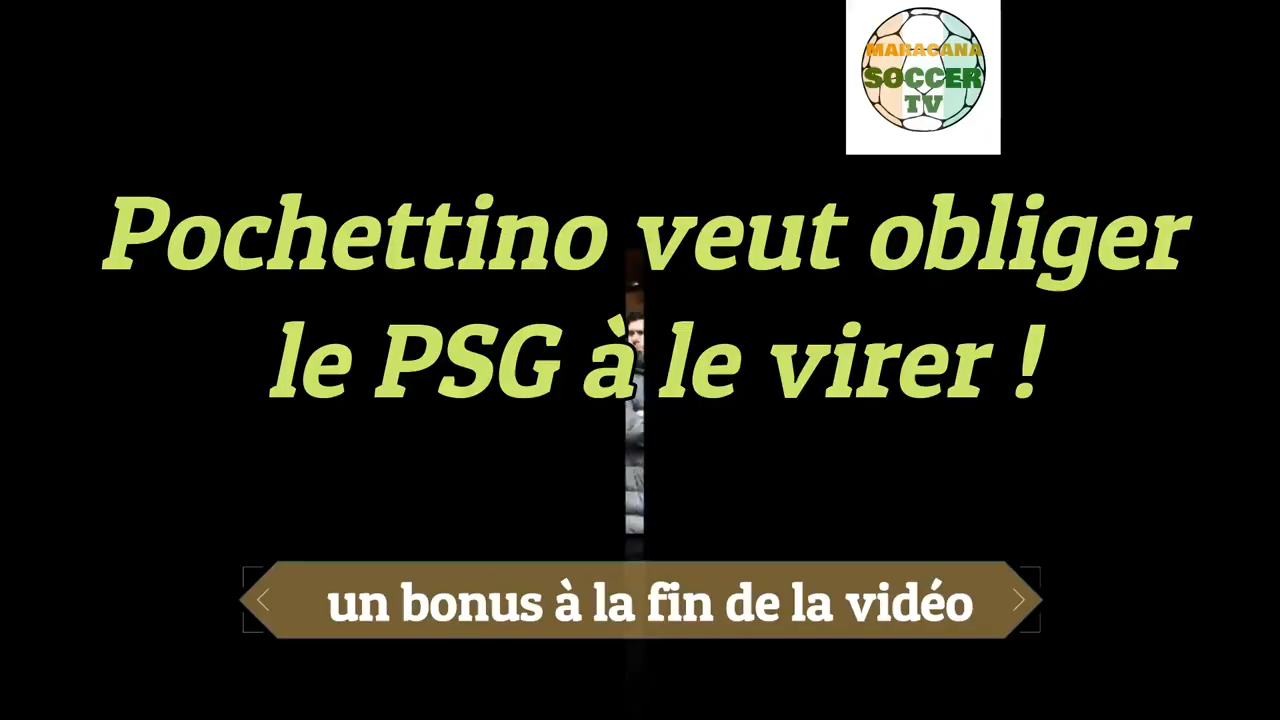 MARACANA
SOCCER
TV
Pochettino veut obliger
le PSG à le virer !
un bonus à la fin de la vidéo